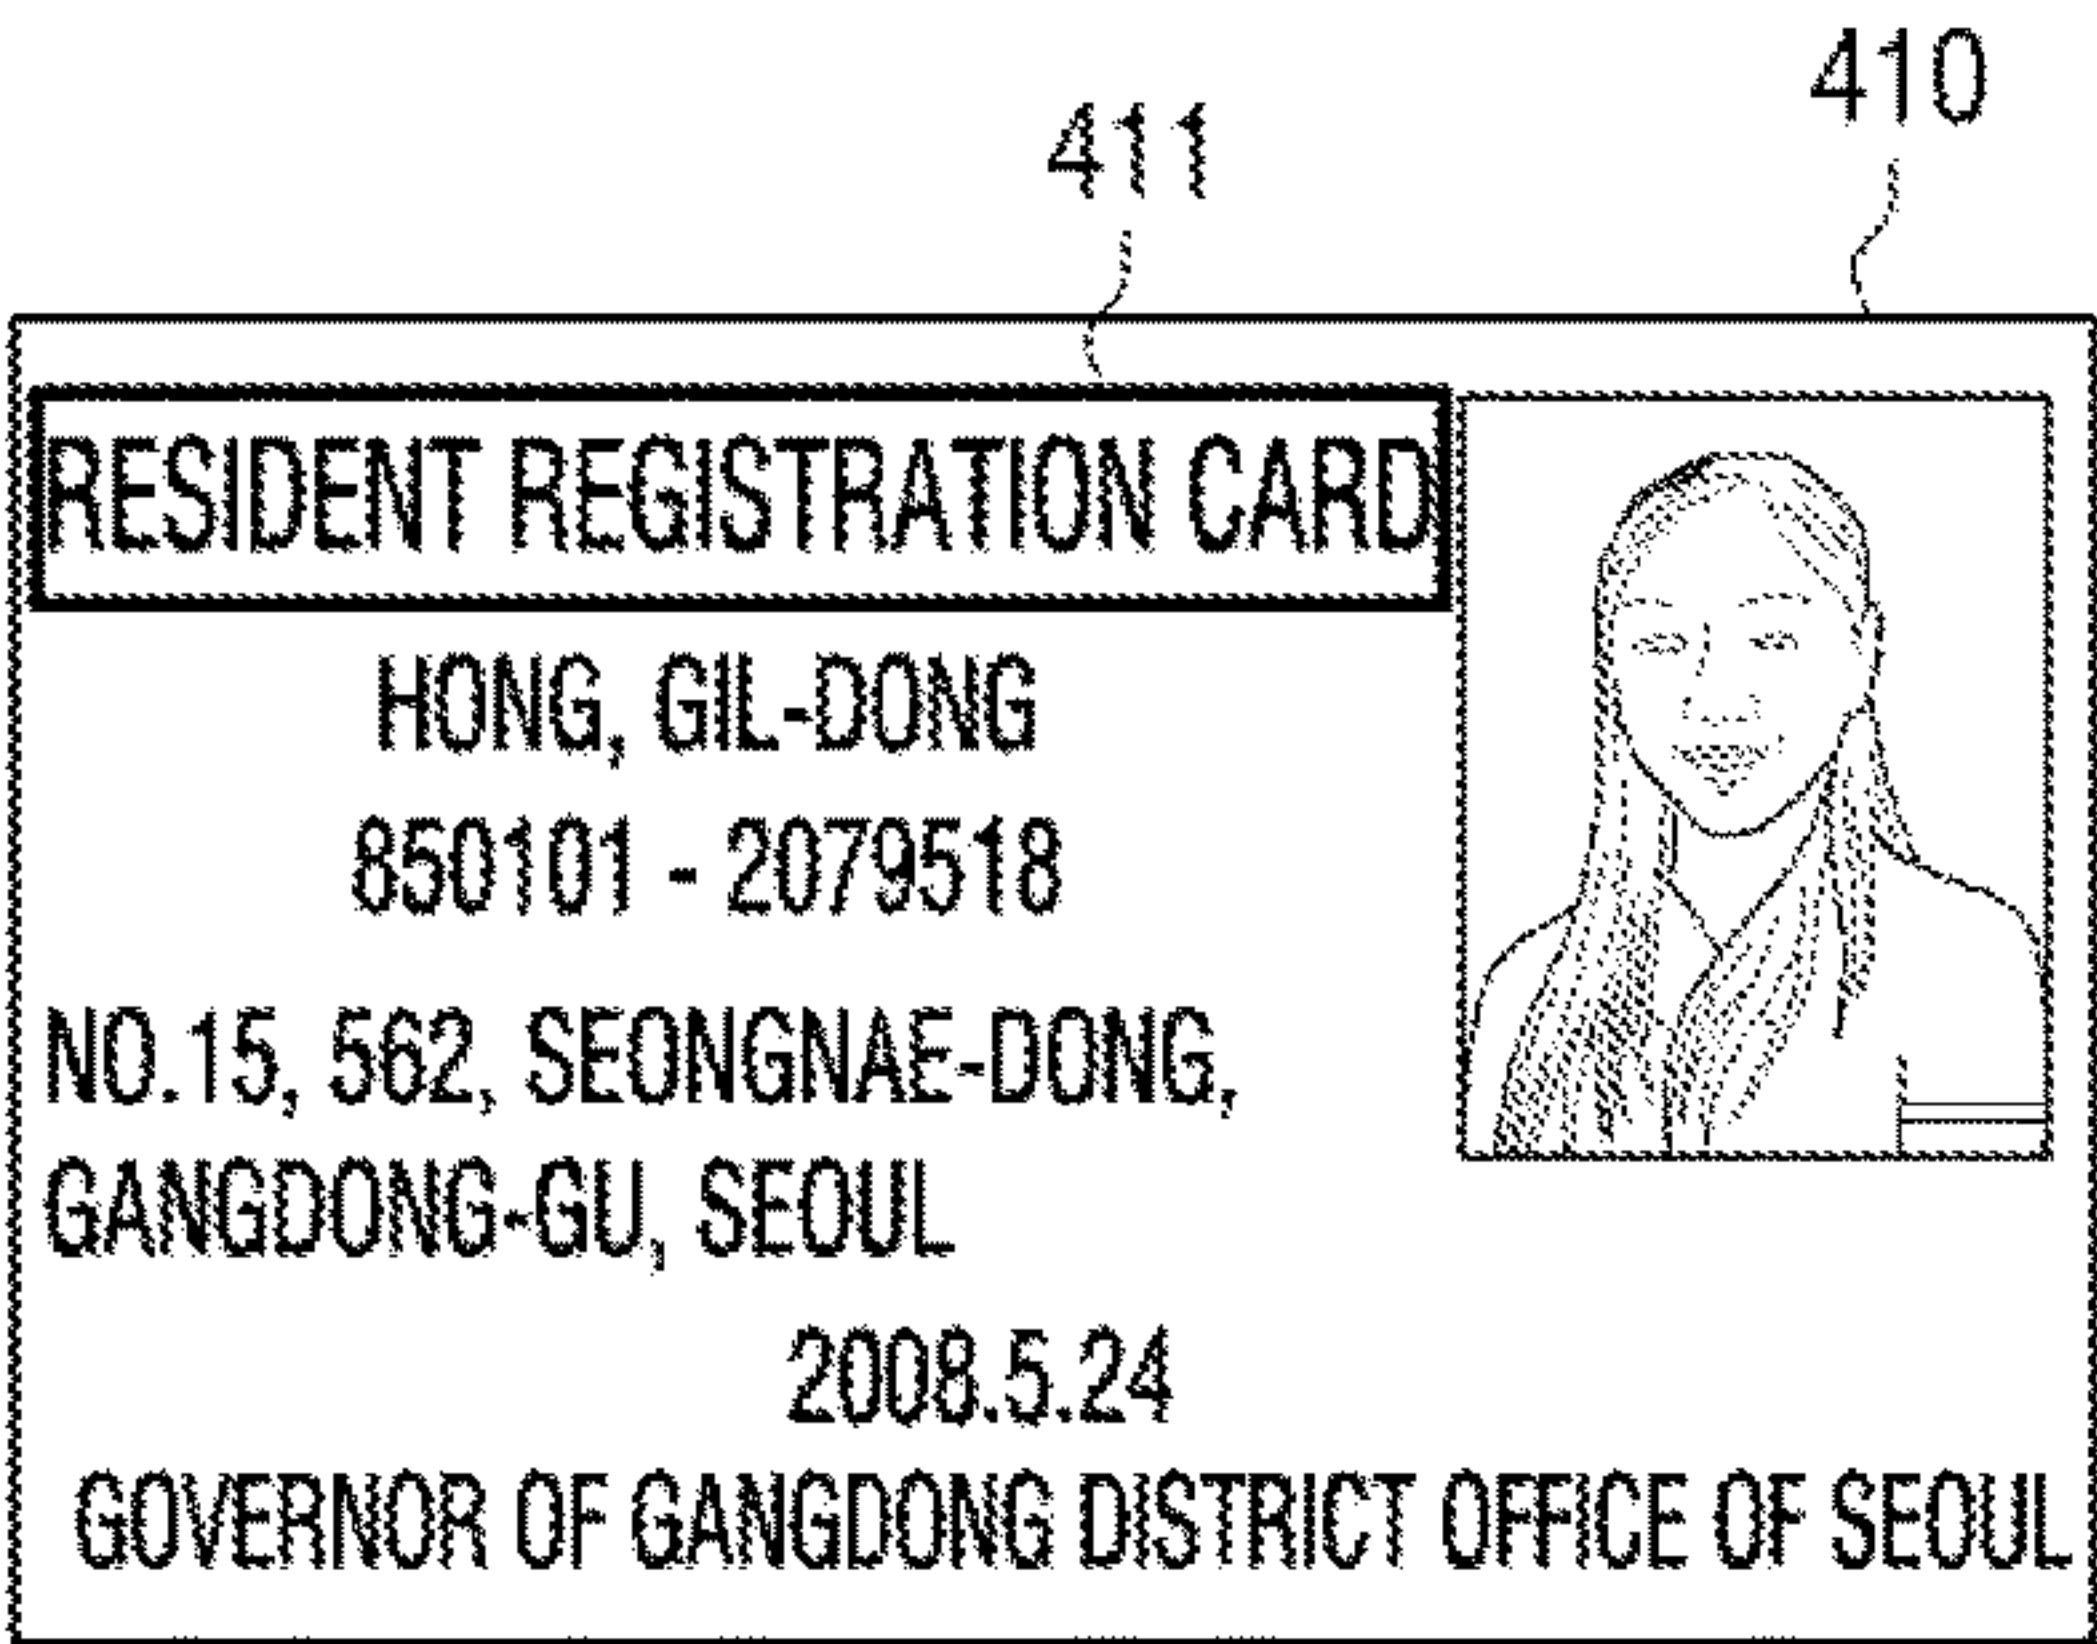 410
411
RESIDENT REGISTRATION CARD
HONG, GIL-DONG
850101 - 2079518
NO.15, 562, SEONGNAE-DONG,
GANGDONG-GU, SEOUL
2008.5.24
GOVERNOR OF GANGDONG DISTRICT OFFICE OF SEOUL